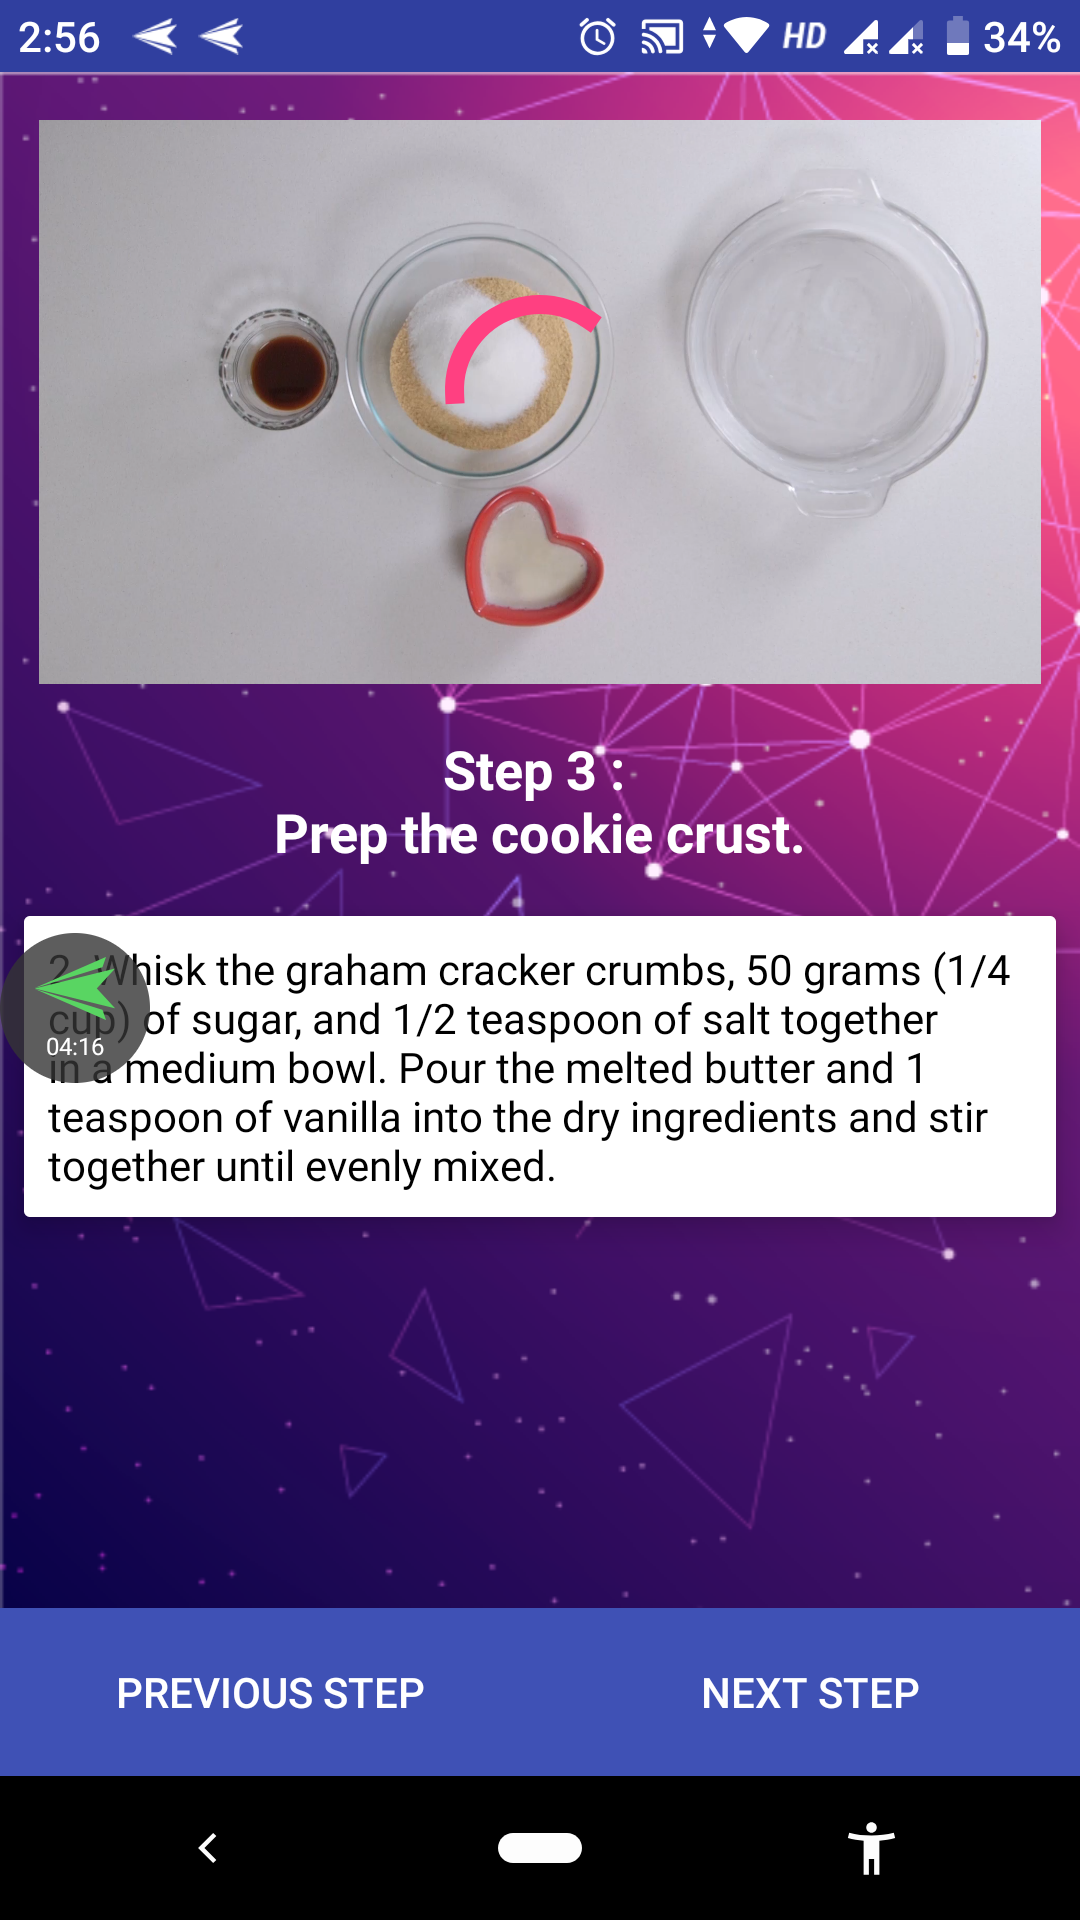 2:56
HD
34%
Step 3 :
Prep the cookie crust.
2. Whisk the graham cracker crumbs, 50 grams (1/4
cup) of sugar, and 1/2 teaspoon of salt together
in a medium bowl. Pour the melted butter and 1
teaspoon of vanilla into the dry ingredients and stir
together until evenly mixed.
04:16
PREVIOUS STEP
NEXT STEP